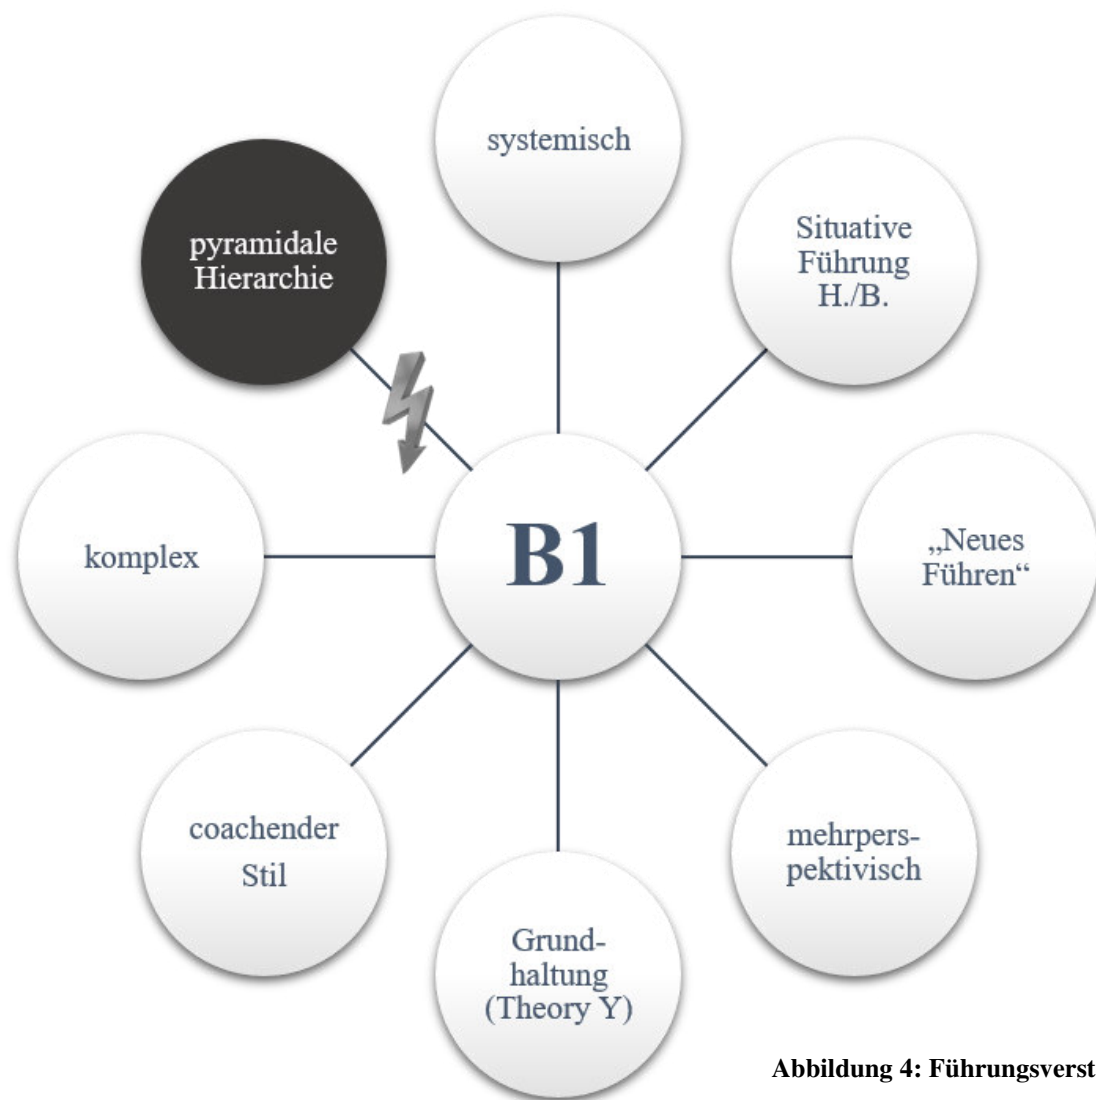 systemisch
Situative
Führung
H./B.
„Neues
Führen“
mehrpers-
pektivisch
Grund-
haltung
(Theory Y)
coachender
Stil
komplex
pyramidale
Hierarchie
B1
Abbildung 4: Führungsverst